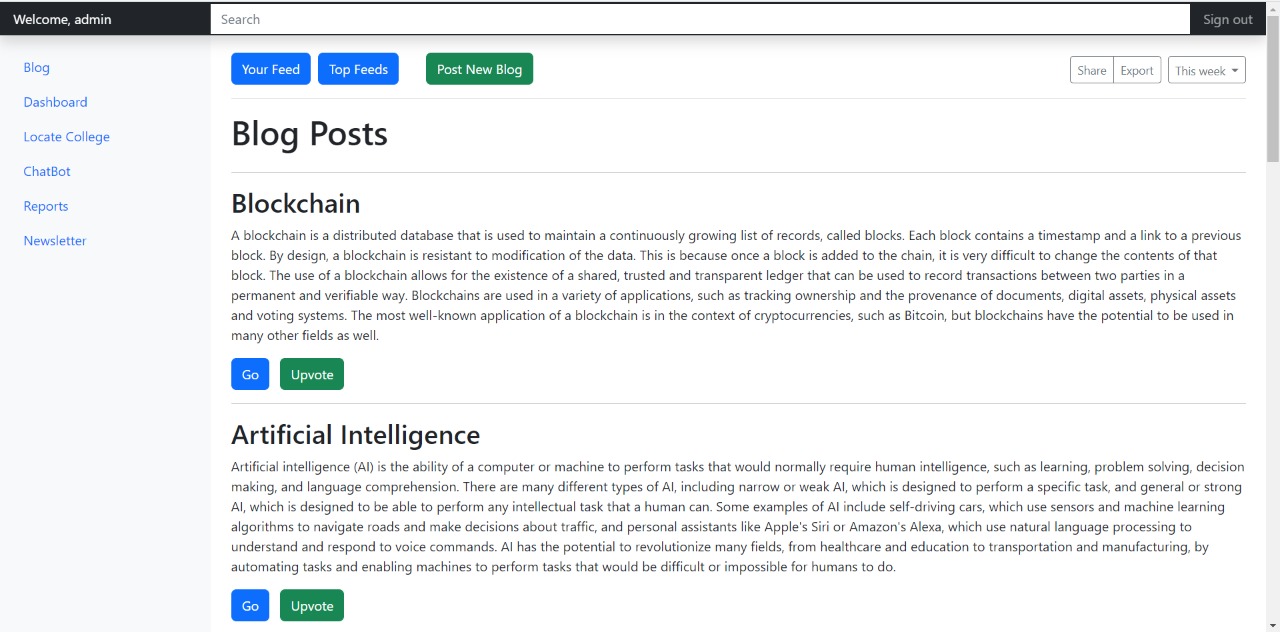 Welcome, admin
Search
Sign out
Blog
Dashboard
Locate College
ChatBot
Reports
Newsletter
Your Feed
Top Feeds
Post New Blog
Share
Export
This week
Blog Posts
Blockchain
A blockchain is a distributed database that is used to maintain a continuously growing list of records, called blocks. Each block contains a timestamp and a link to a previous
block. By design, a blockchain is resistant to modification of the data. This is because once a block is added to the chain, it is very difficult to change the contents of that
block. The use of a blockchain allows for the existence of a shared, trusted and transparent ledger that can be used to record transactions between two parties in a
permanent and verifiable way. Blockchains are used in a variety of applications, such as tracking ownership and the provenance of documents, digital assets, physical assets
and voting systems. The most well-known application of a blockchain is in the context of cryptocurrencies, such as Bitcoin, but blockchains have the potential to be used in
many other fields as well.
Go
Upvote
Artificial Intelligence
Artificial intelligence (AI) is the ability of a computer or machine to perform tasks that would normally require human intelligence, such as learning, problem solving, decision
making, and language comprehension. There are many different types of AI, including narrow or weak AI, which is designed to perform a specific task, and general or strong
AI, which is designed to be able to perform any intellectual task that a human can. Some examples of AI include self-driving cars, which use sensors and machine learning
algorithms to navigate roads and make decisions about traffic, and personal assistants like Apple's Siri or Amazon's Alexa, which use natural language processing to
understand and respond to voice commands. AI has the potential to revolutionize many fields, from healthcare and education to transportation and manufacturing, by
automating tasks and enabling machines to perform tasks that would be difficult or impossible for humans to do.
Go
Upvote